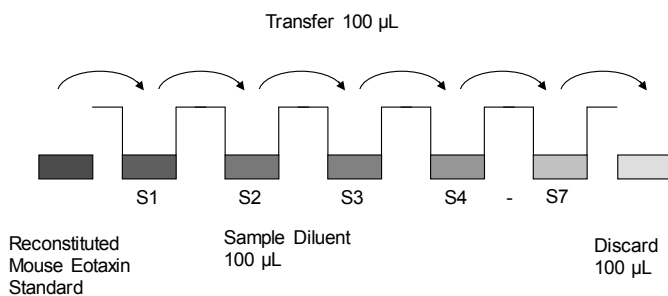 Transfer 100 µL
S1 S2 S3 S4 - S7
Reconstituted
Mouse Eotaxin
Standard
Sample Diluent
100 µL
Discard
100 µL